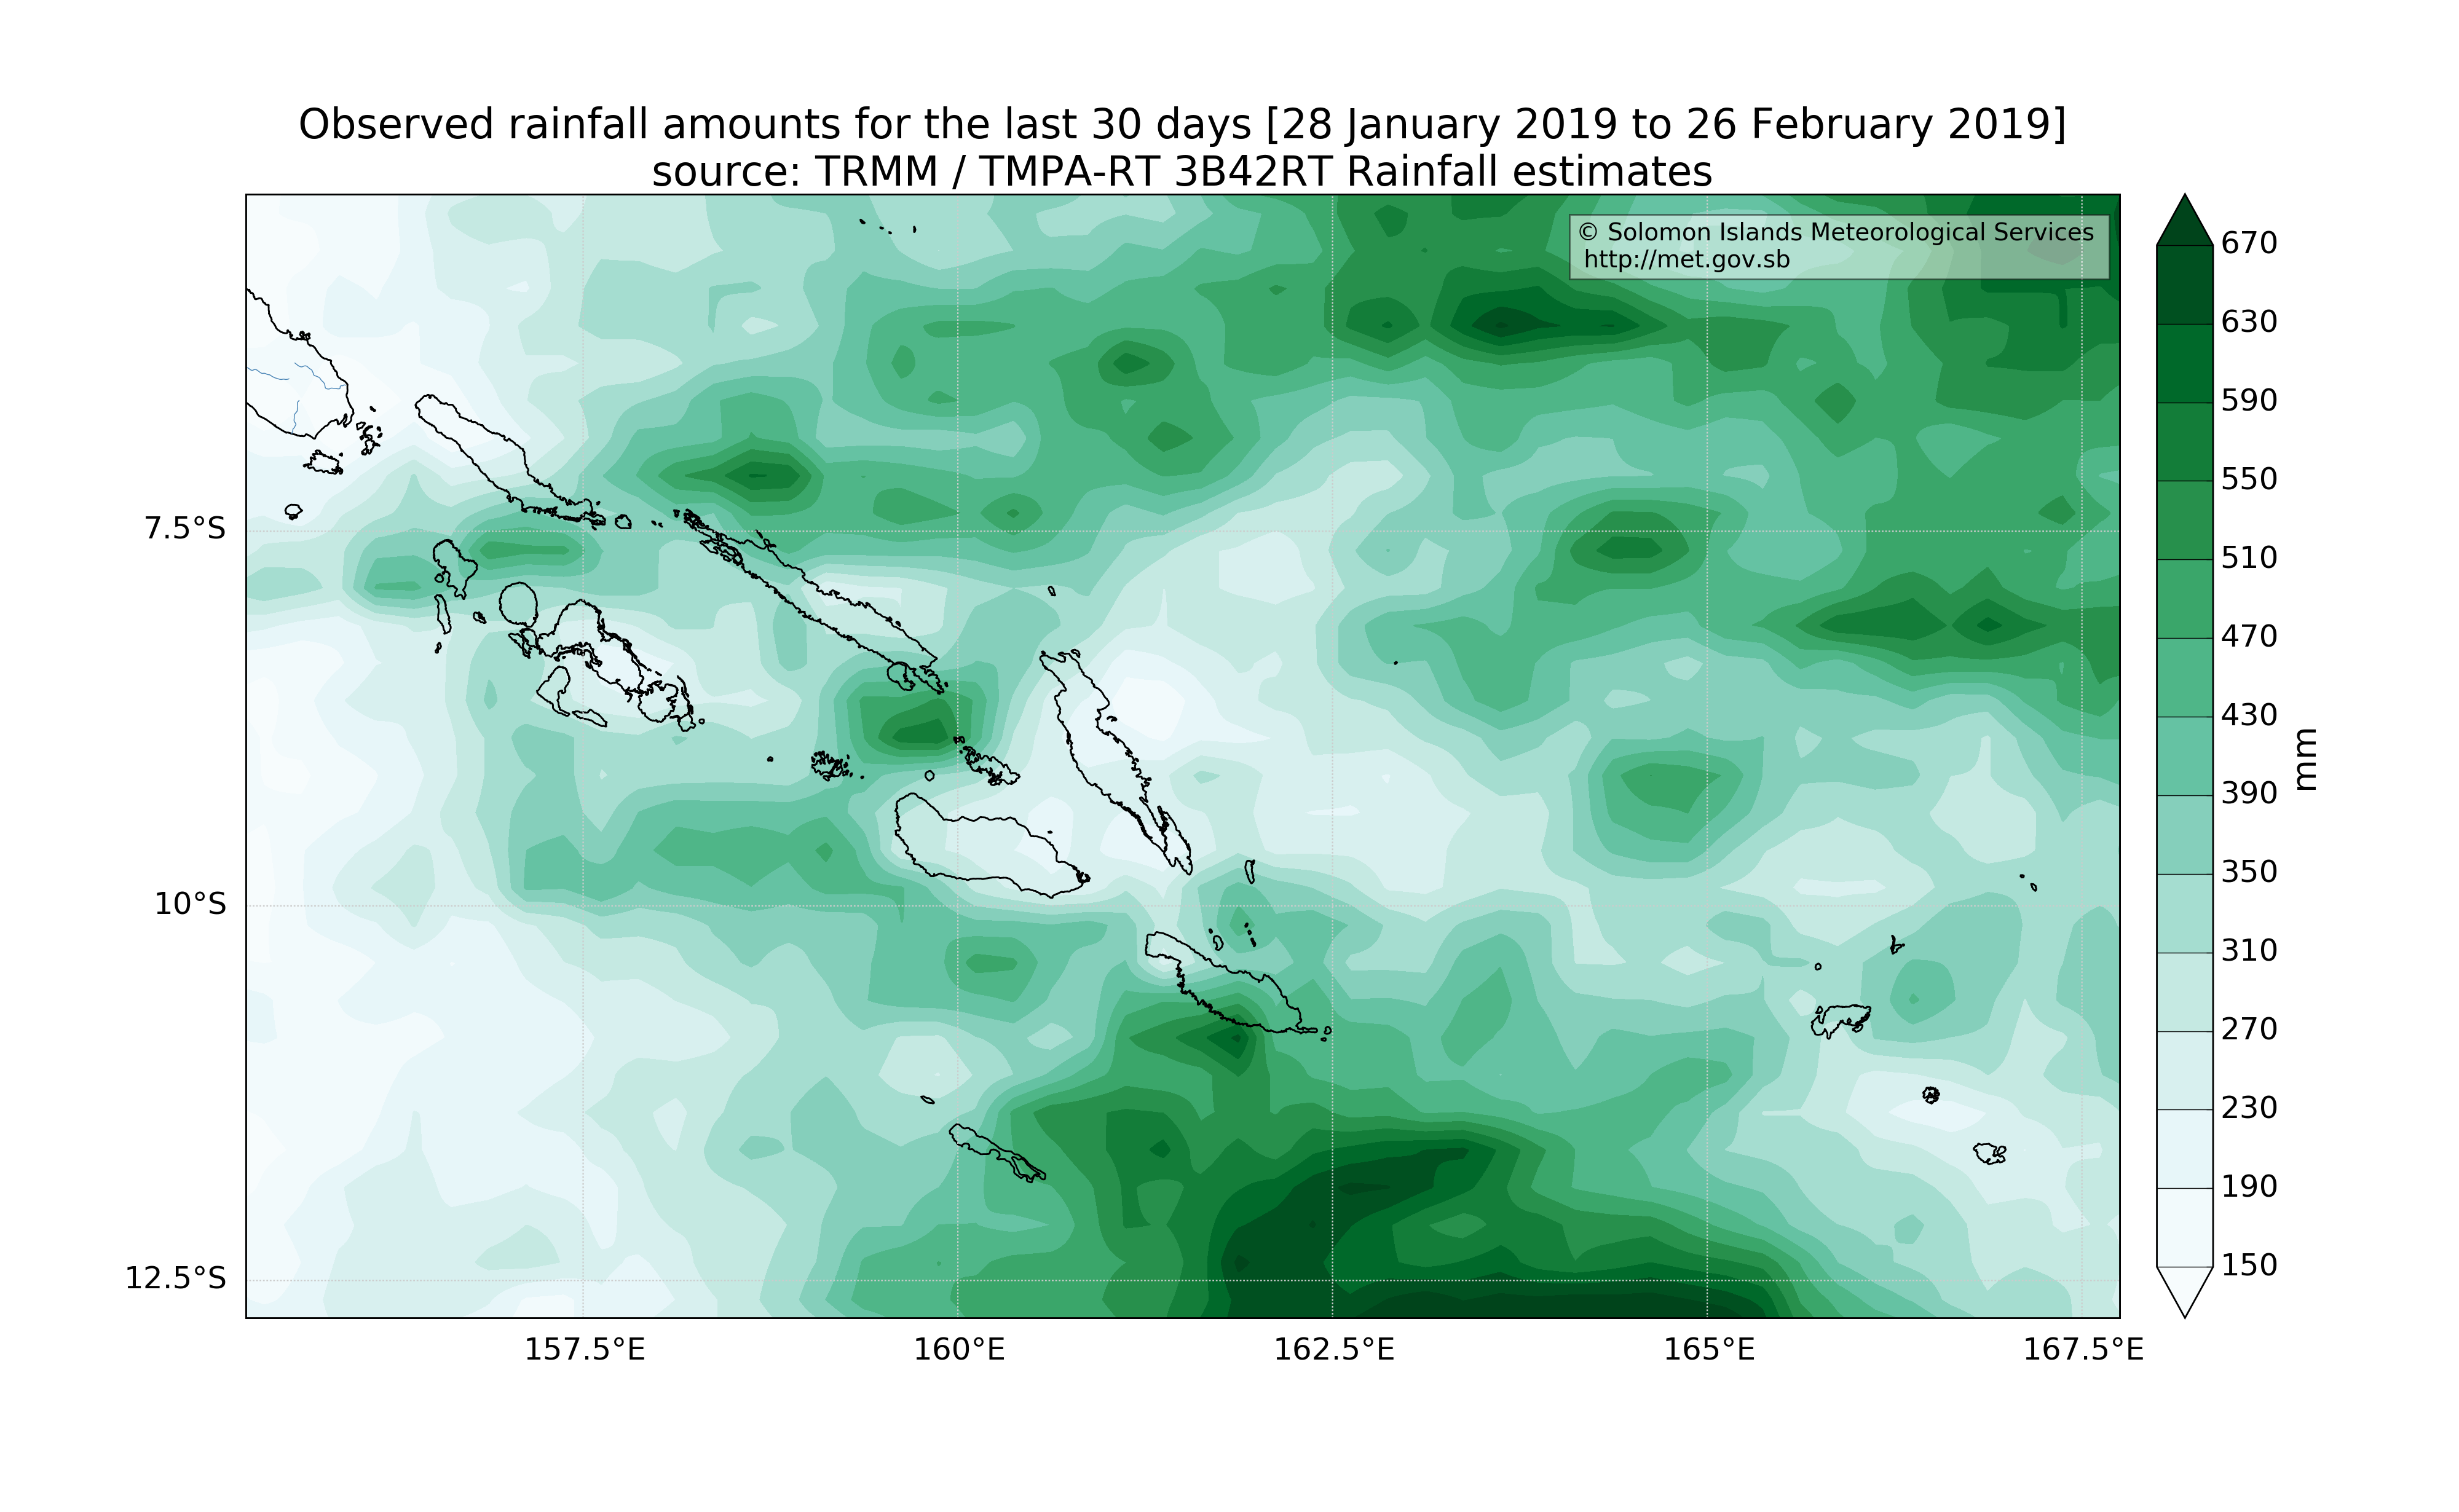 Observed rainfall amounts for the last 30 days [28 January 2019 to 26 February 2019]
source: TRMM / TMPA-RT 3B42RT Rainfall estimates
© Solomon Islands Meteorological Services
http://met.gov.sb
7.5°S
10°S
12.5°S
157.5°E
160°E
162.5°E
165°E
167.5°E
670
630
590
550
510
470
430
390
350
310
270
230
190
150
mm